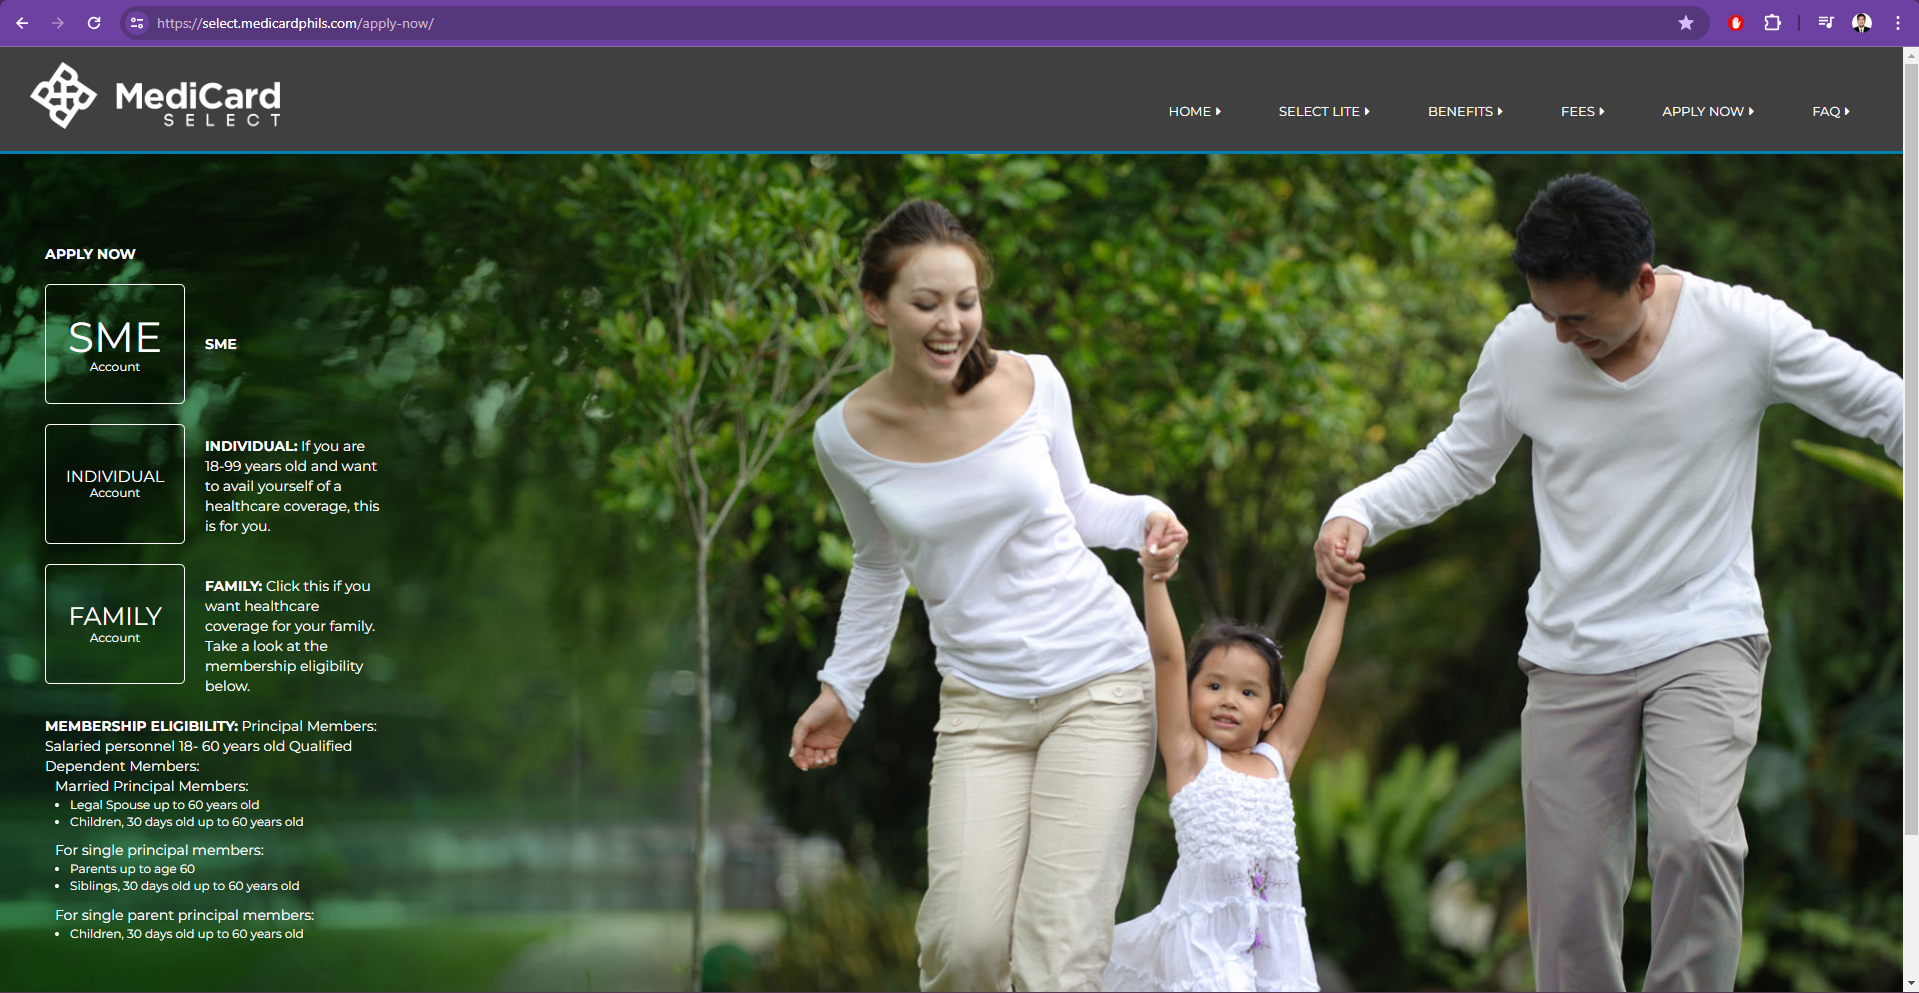 https://select.medicardphils.com/apply-now/
MediCard
SELECT
HOME
SELECT LITE
BENEFITS
FEES
APPLY NOW
FAQ
APPLY NOW
SME
Account
SME
INDIVIDUAL
Account
INDIVIDUAL: If you are
18-99 years old and want
to avail yourself of a
healthcare coverage, this
is for you.
FAMILY
Account
FAMILY: Click this if you
want healthcare
coverage for your family.
Take a look at the
membership eligibility
below.
MEMBERSHIP ELIGIBILITY: Principal Members:
Salaried personnel 18- 60 years old Qualified
Dependent Members:
Married Principal Members:
• Legal Spouse up to 60 years old
• Children, 30 days old up to 60 years old
For single principal members:
• Parents up to age 60
• Siblings, 30 days old up to 60 years old
For single parent principal members:
• Children, 30 days old up to 60 years old